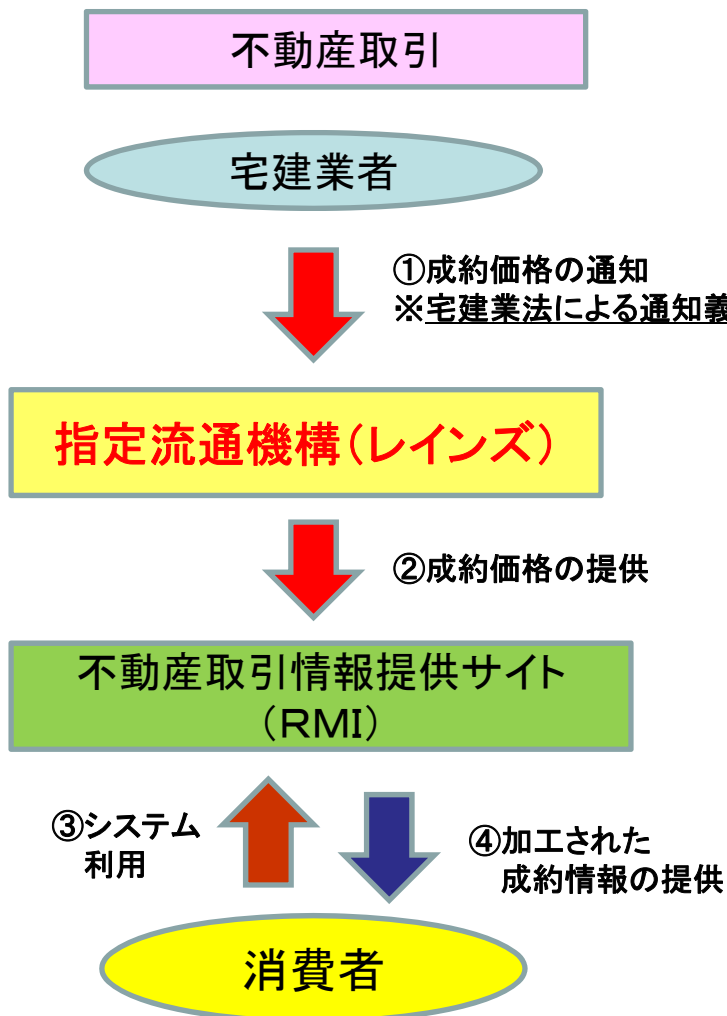 不動産取引
宅建業者
①成約価格の通知
※宅建業法による通知義
指定流通機構（レインズ）
②成約価格の提供
不動産取引情報提供サイト
（RMI）
③システム
利用
④加工された
成約情報の提供
消費者